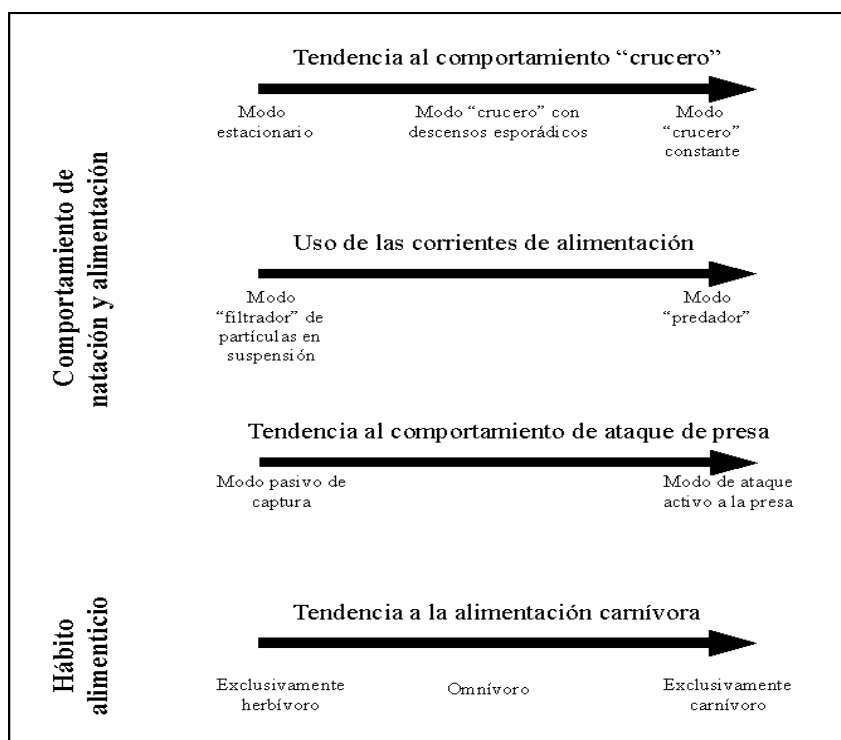 Tendencia al comportamiento “crucero”
Modo
estacionario
Modo “crucero” con
descensos esporádicos
Modo
“crucero”
constante
Comportamiento de
natación y alimentación
Uso de las corrientes de alimentación
Modo
“filtrador” de
partículas en
suspensión
Modo
“predador”
Tendencia al comportamiento de ataque de presa
Modo pasivo de
captura
Modo de ataque
activo a la presa
Hábito
alimenticio
Tendencia a la alimentación carnívora
Exclusivamente
herbívoro
Omnívoro
Exclusivamente
carnívoro